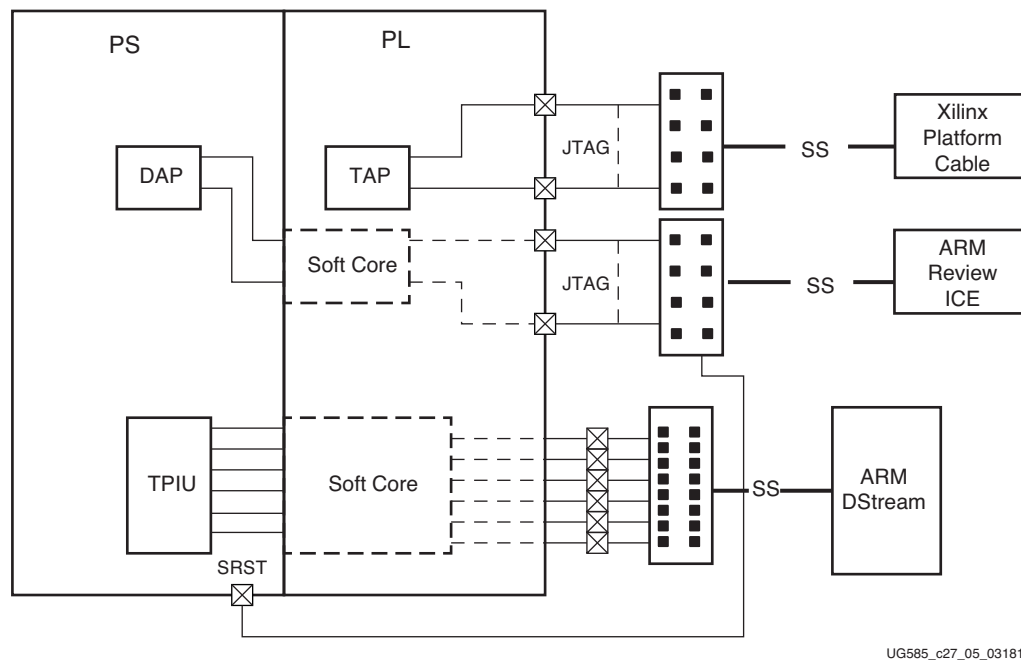 PS
PL
Xilinx
Platform
Cable
JTAG
SS
DAP
TAP
Soft Core
JTAG
SS
ARM
Review
ICE
TPIU
Soft Core
SS
ARM
DStream
SRST
UG585_c27_05_03181